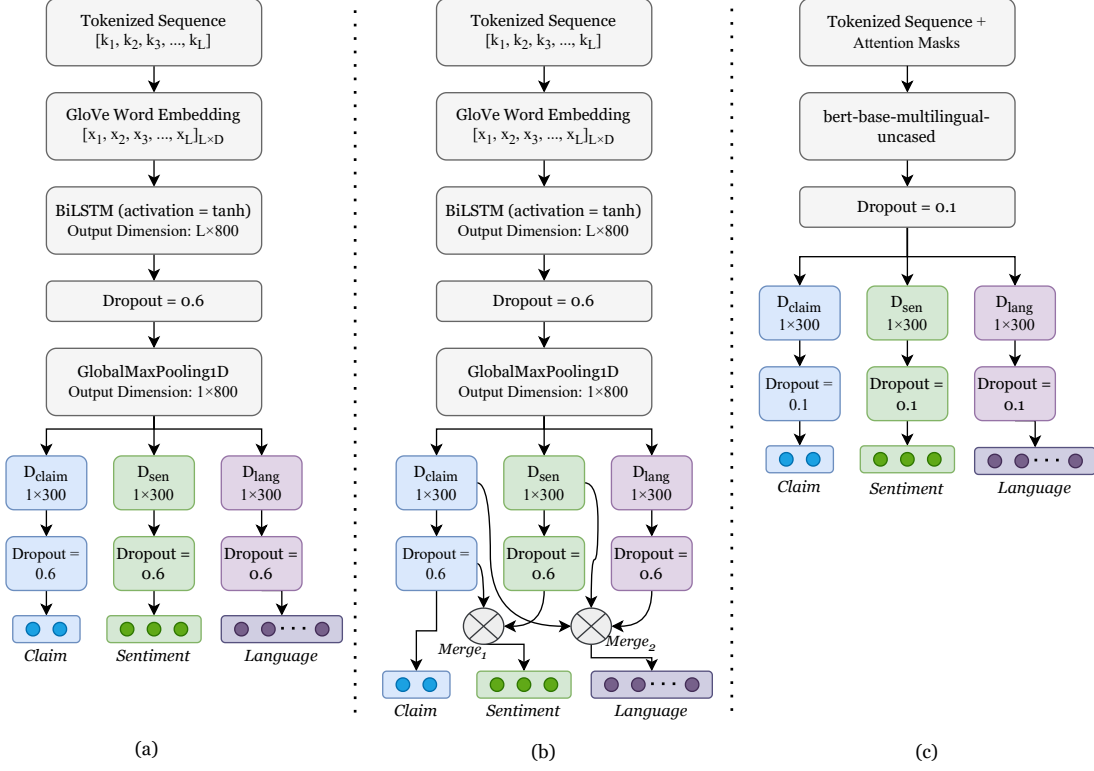 Tokenized Sequence
[k1, k2, k3, ..., kL]
GloVe Word Embedding
[x1, x2, x3, ..., xL]L×D
BiLSTM (activation = tanh)
Output Dimension: L×800
Dropout = 0.6
GlobalMaxPooling1D
Output Dimension: 1×800
Dclaim
1×300
Dsen
1×300
Dlang
1×300
Dropout =
0.6
Dropout =
0.6
Dropout =
0.6
Claim
Sentiment
Language
(a)
Tokenized Sequence
[k1, k2, k3, ..., kL]
GloVe Word Embedding
[x1, x2, x3, ..., xL]L×D
BiLSTM (activation = tanh)
Output Dimension: L×800
Dropout = 0.6
GlobalMaxPooling1D
Output Dimension: 1×800
Dclaim
1×300
Dsen
1×300
Dlang
1×300
Dropout =
0.6
Dropout =
0.6
Dropout =
0.6
Merge1
Merge2
Claim
Sentiment
Language
(b)
Tokenized Sequence +
Attention Masks
bert-base-multilingual-
uncased
Dropout = 0.1
Dclaim
1×300
Dsen
1×300
Dlang
1×300
Dropout =
0.1
Dropout =
0.1
Dropout =
0.1
Claim
Sentiment
Language
(c)